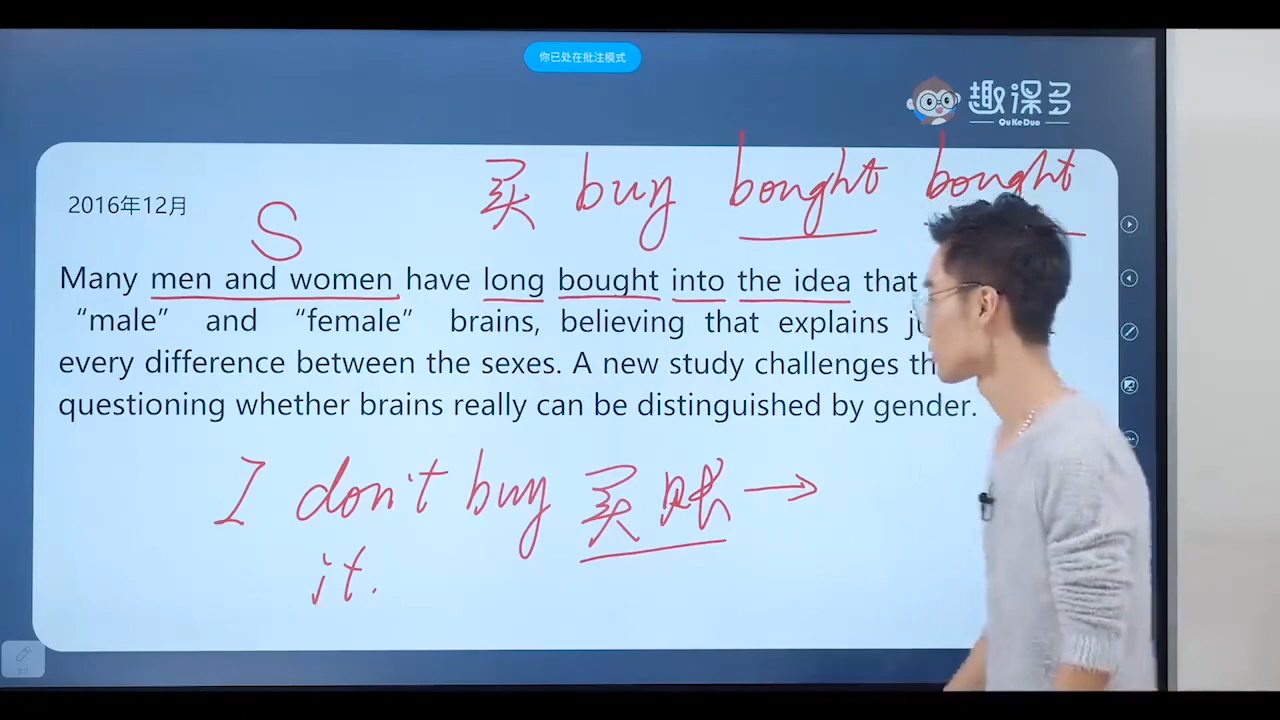 你已处在批注模式
趣课多
QuKeDuo
2016年12月
S
买 buy bought bought
Many men and women have long bought into the idea that
“male” and “female” brains, believing that explains
every difference between the sexes. A new study challenges
questioning whether brains really can be distinguished by gender.
I don't buy 买账 →
it.